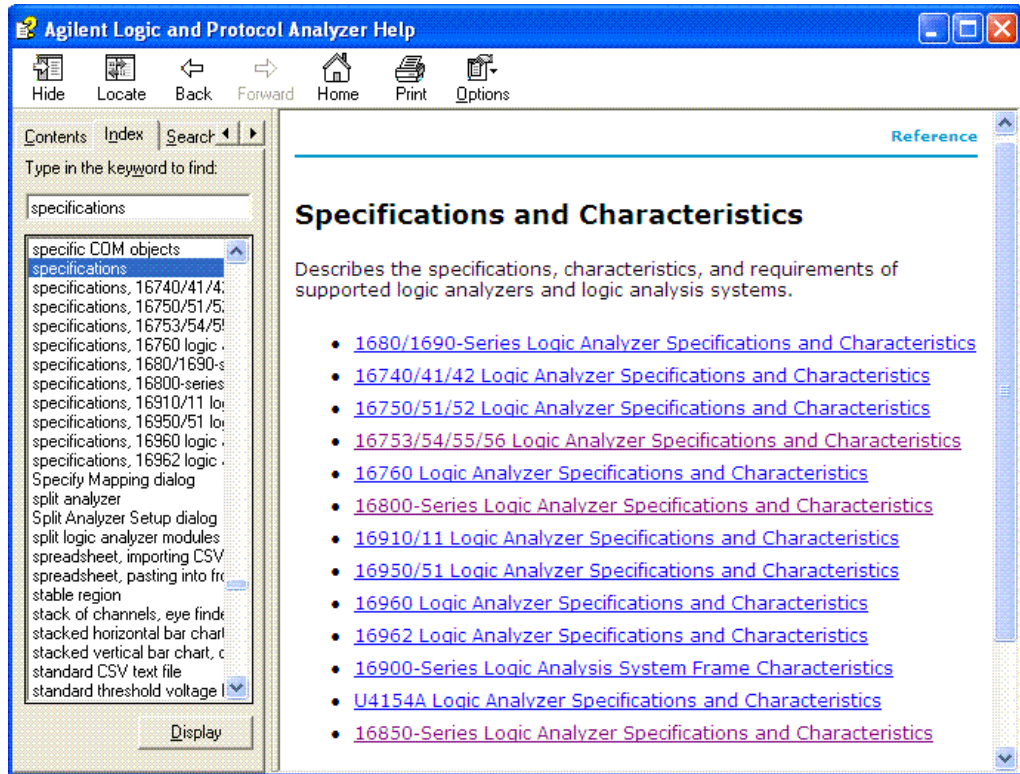 Agilent Logic and Protocol Analyzer Help
Hide Locate Back Forward Home Print Options
Contents Index Search
Type in the keyword to find:
specifications
specific COM objects
specifications
specifications, 16740/41/42
specifications, 16750/51/52
specifications, 16753/54/55
specifications, 16760 logic
specifications, 1680/1690-s
specifications, 16800-series
specifications, 16910/11 log
specifications, 16950/51 log
specifications, 16960 logic
specifications, 16962 logic
Specify Mapping dialog
split analyzer
Split Analyzer Setup dialog
split logic analyzer modules
spreadsheet, importing CSV
spreadsheet, pasting into fro
stable region
stack of channels, eye finde
stacked horizontal bar chart
stacked vertical bar chart, c
standard CSV text file
standard threshold voltage l
Display
Reference
Specifications and Characteristics
Describes the specifications, characteristics, and requirements of
supported logic analyzers and logic analysis systems.
• 1680/1690-Series Logic Analyzer Specifications and Characteristics
• 16740/41/42 Logic Analyzer Specifications and Characteristics
• 16750/51/52 Logic Analyzer Specifications and Characteristics
• 16753/54/55/56 Logic Analyzer Specifications and Characteristics
• 16760 Logic Analyzer Specifications and Characteristics
• 16800-Series Logic Analyzer Specifications and Characteristics
• 16910/11 Logic Analyzer Specifications and Characteristics
• 16950/51 Logic Analyzer Specifications and Characteristics
• 16960 Logic Analyzer Specifications and Characteristics
• 16962 Logic Analyzer Specifications and Characteristics
• 16900-Series Logic Analysis System Frame Characteristics
• U4154A Logic Analyzer Specifications and Characteristics
• 16850-Series Logic Analyzer Specifications and Characteristics